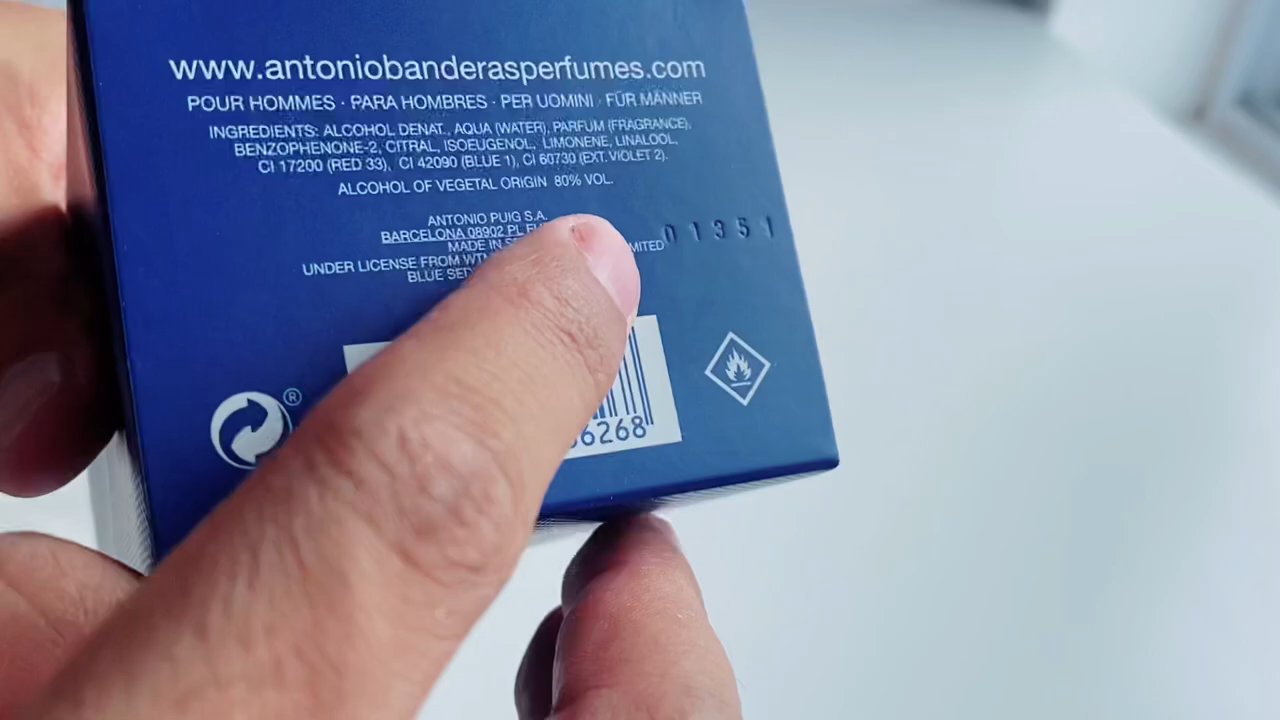 www.antoniobanderasperfumes.com
POUR HOMMES · PARA HOMBRES · PER UOMINI · FÜR MÄNNER
INGREDIENTS: ALCOHOL DENAT., AQUA (WATER), PARFUM (FRAGRANCE),
BENZOPHENONE-2, CITRAL, ISOEUGENOL, LIMONENE, LINALOOL,
CI 17200 (RED 33), CI 42090 (BLUE 1), CI 60730 (EXT. VIOLET 2).
ALCOHOL OF VEGETAL ORIGIN 80% VOL.
ANTONIO PUIG S.A.
BARCELONA 08902 PL
MADE IN
01351
UNDER LICENSE FROM
BLUE
®
6268